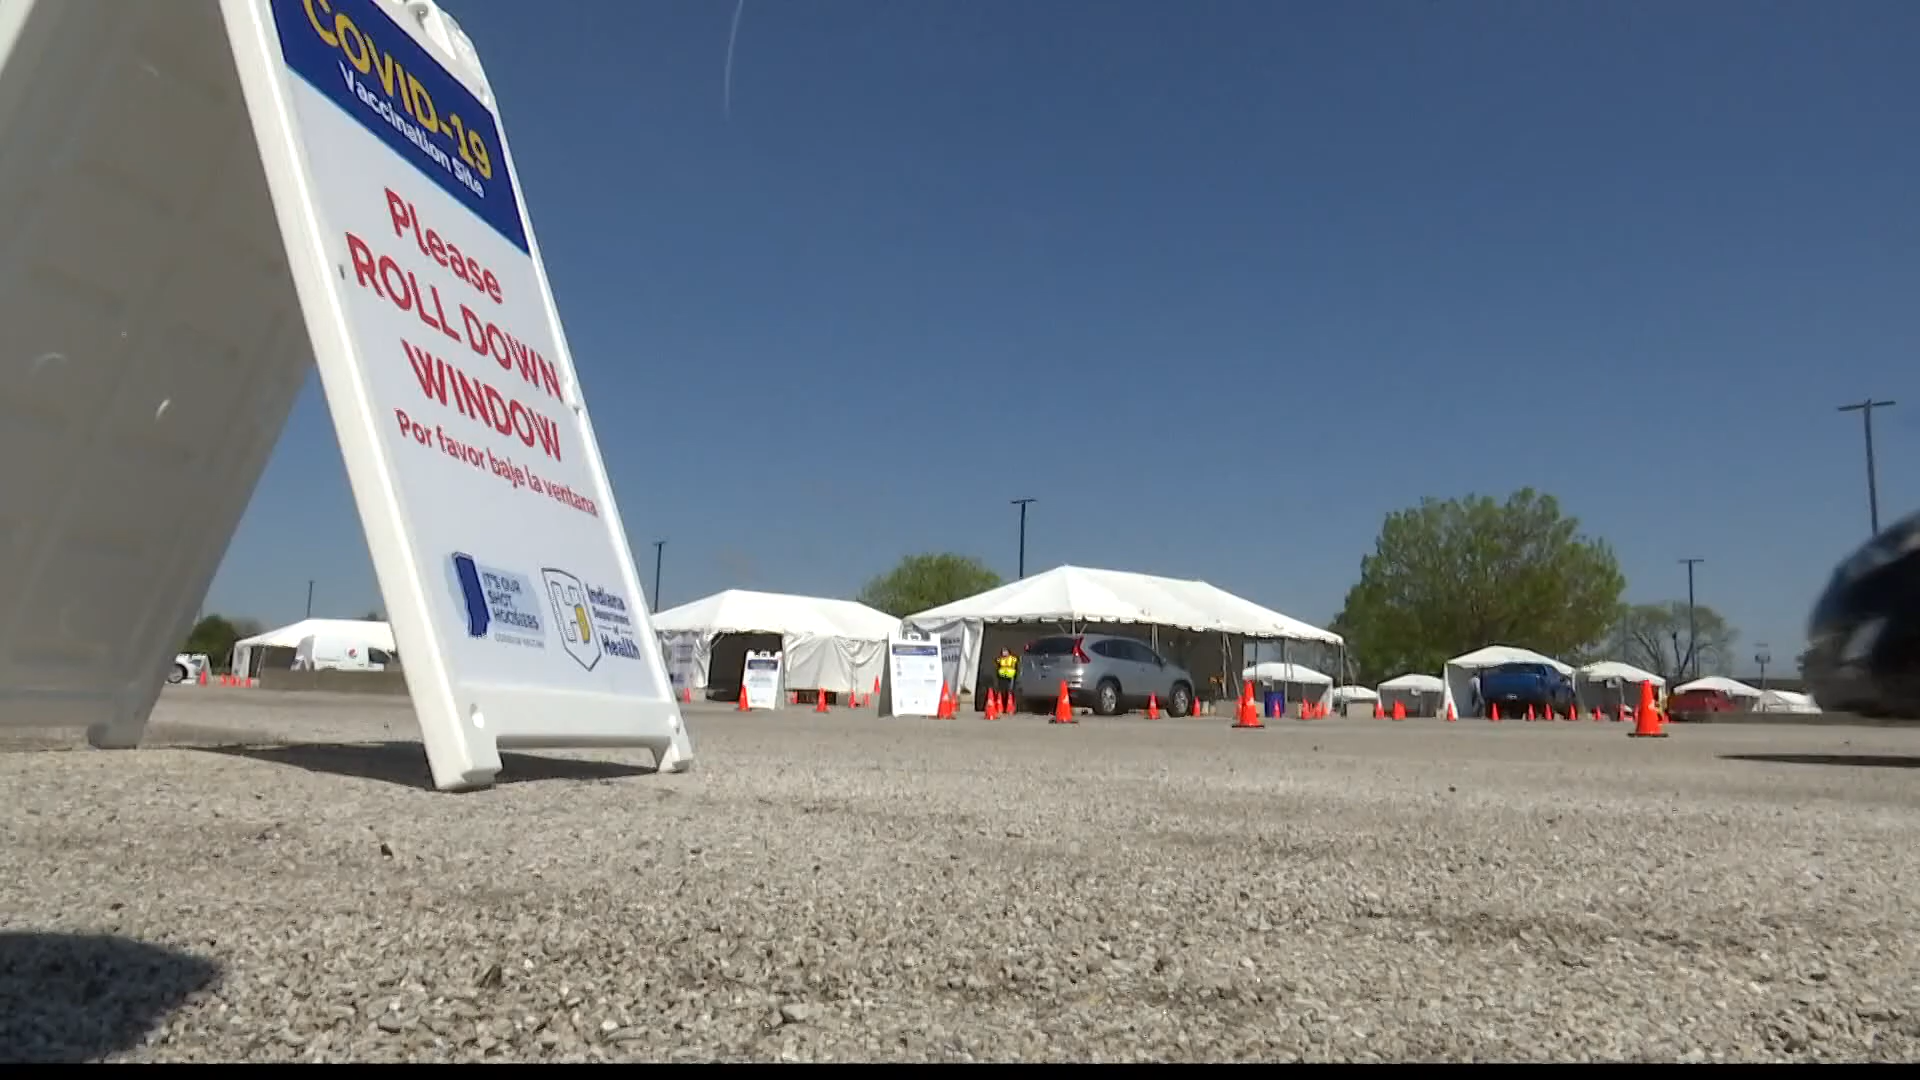 COVID-19
Vaccination Site
Please
ROLL DOWN
WINDOW
Por favor baje la ventana
IT'S OUR
SHOT
HOOSIERS
Indiana
Department
of
Health